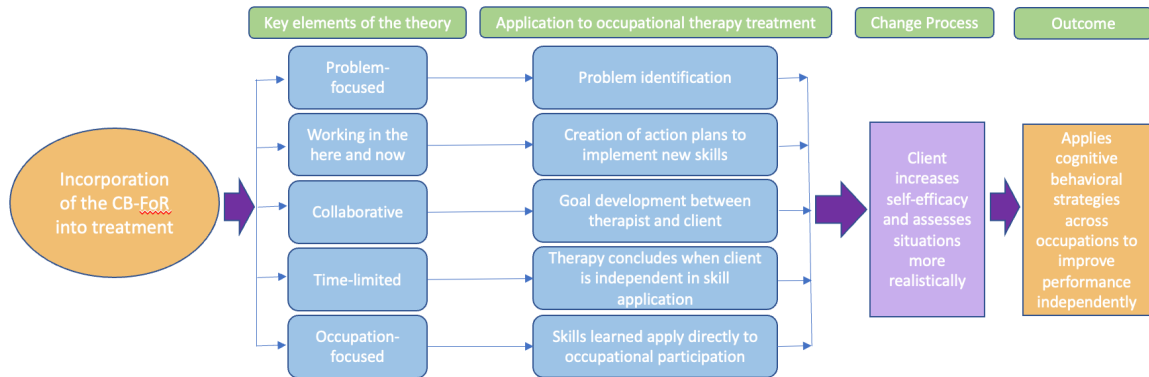 Key elements of the theory
Application to occupational therapy treatment
Change Process
Outcome
Incorporation
of the CB-FoR
into treatment
Problem-
focused
Problem identification
Working in the
here and now
Creation of action plans to
implement new skills
Collaborative
Goal development between
therapist and client
Time-limited
Therapy concludes when client
is independent in skill
application
Occupation-
focused
Skills learned apply directly to
occupational participation
Client
increases
self-efficacy
and assesses
situations
more
realistically
Applies
cognitive
behavioral
strategies
across
occupations to
improve
performance
independently